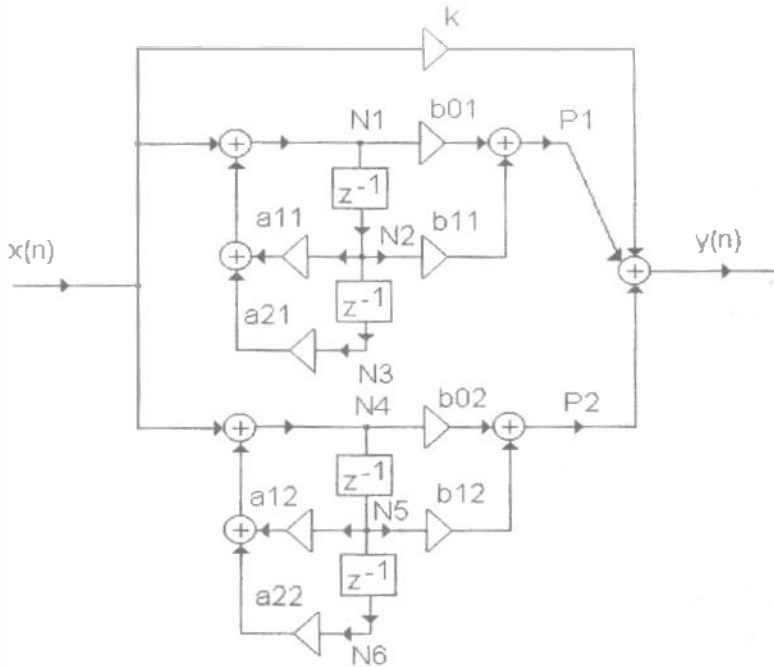 k
N1
b01
P1
z-1
a11
N2
b11
x(n)
y(n)
z-1
a21
N3
N4
b02
P2
z-1
a12
N5
b12
z-1
a22
N6